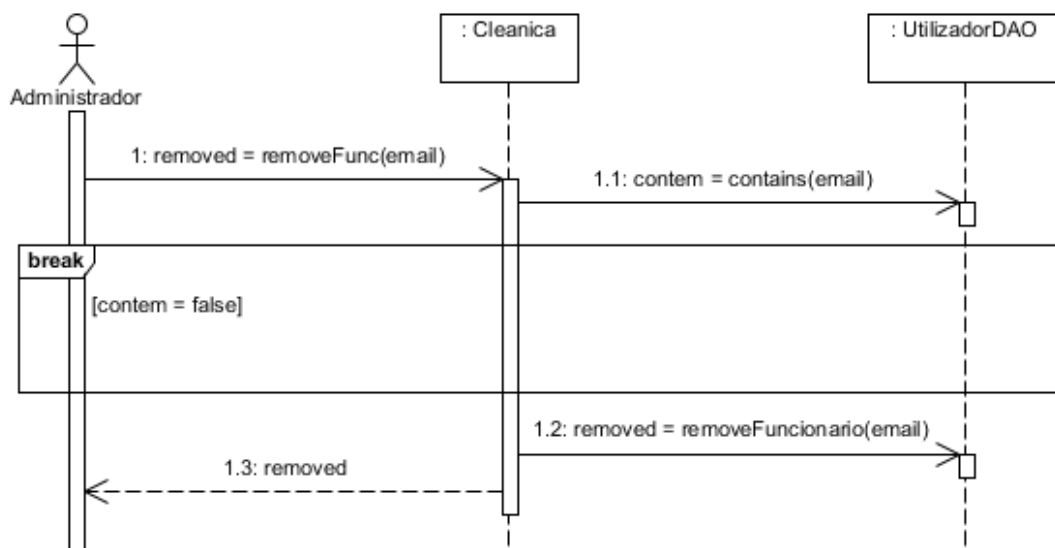 : Cleanica
: UtilizadorDAO
Administrador
1: removed = removeFunc(email)
1.1: contem = contains(email)
break
[contem = false]
1.2: removed = removeFuncionario(email)
1.3: removed